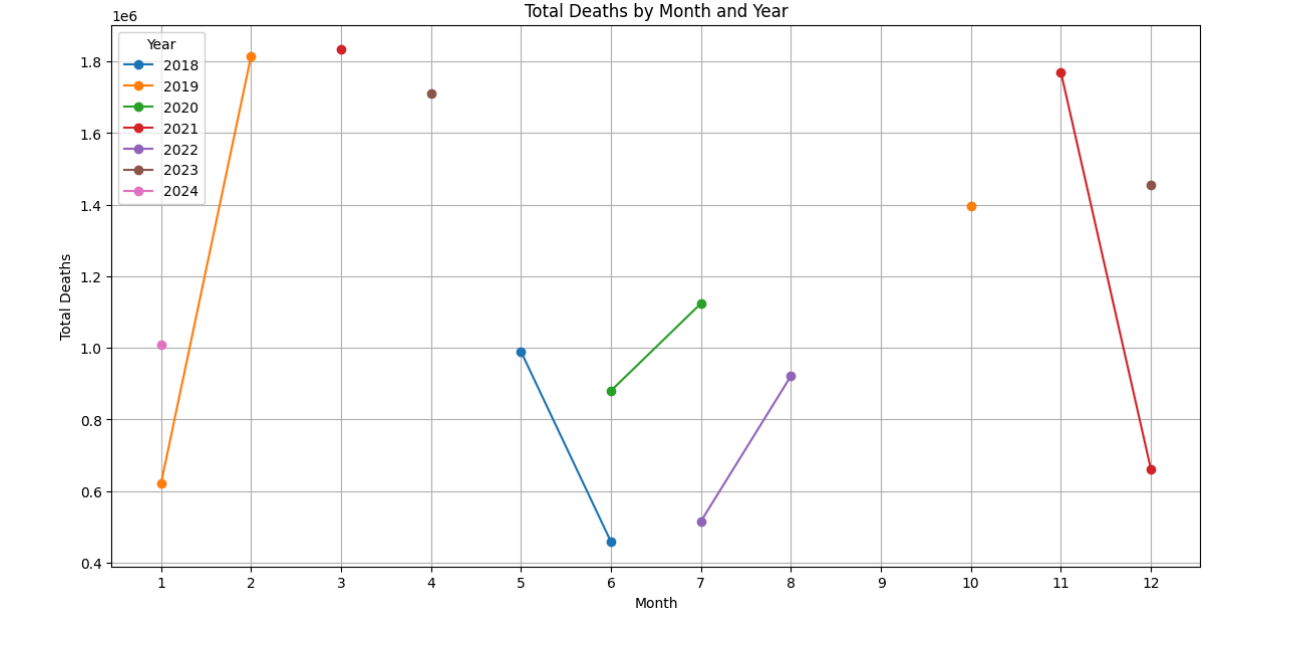 Total Deaths by Month and Year
1e6
Year
2018
2019
2020
2021
2022
2023
2024
1.8
1.6
1.4
1.2
1.0
0.8
0.6
0.4
Total Deaths
1 2 3 4 5 6 7 8 9 10 11 12
Month